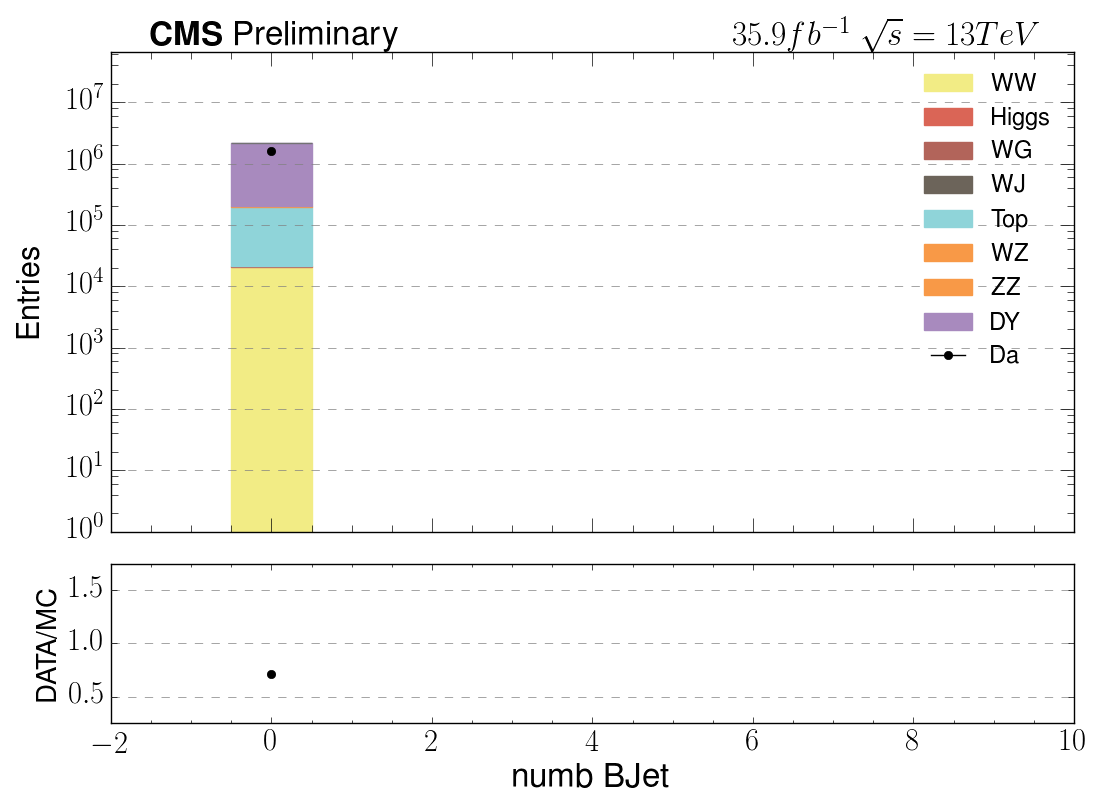 CMS Preliminary 35.9fb⁻¹ √s = 13TeV
10⁷
10⁶
10⁵
10⁴
10³
10²
10¹
10⁰
Entries
WW
Higgs
WG
WJ
Top
WZ
ZZ
DY
Da
1.5
1.0
0.5
DATA/MC
−2 0 2 4 6 8 10
numb BJet